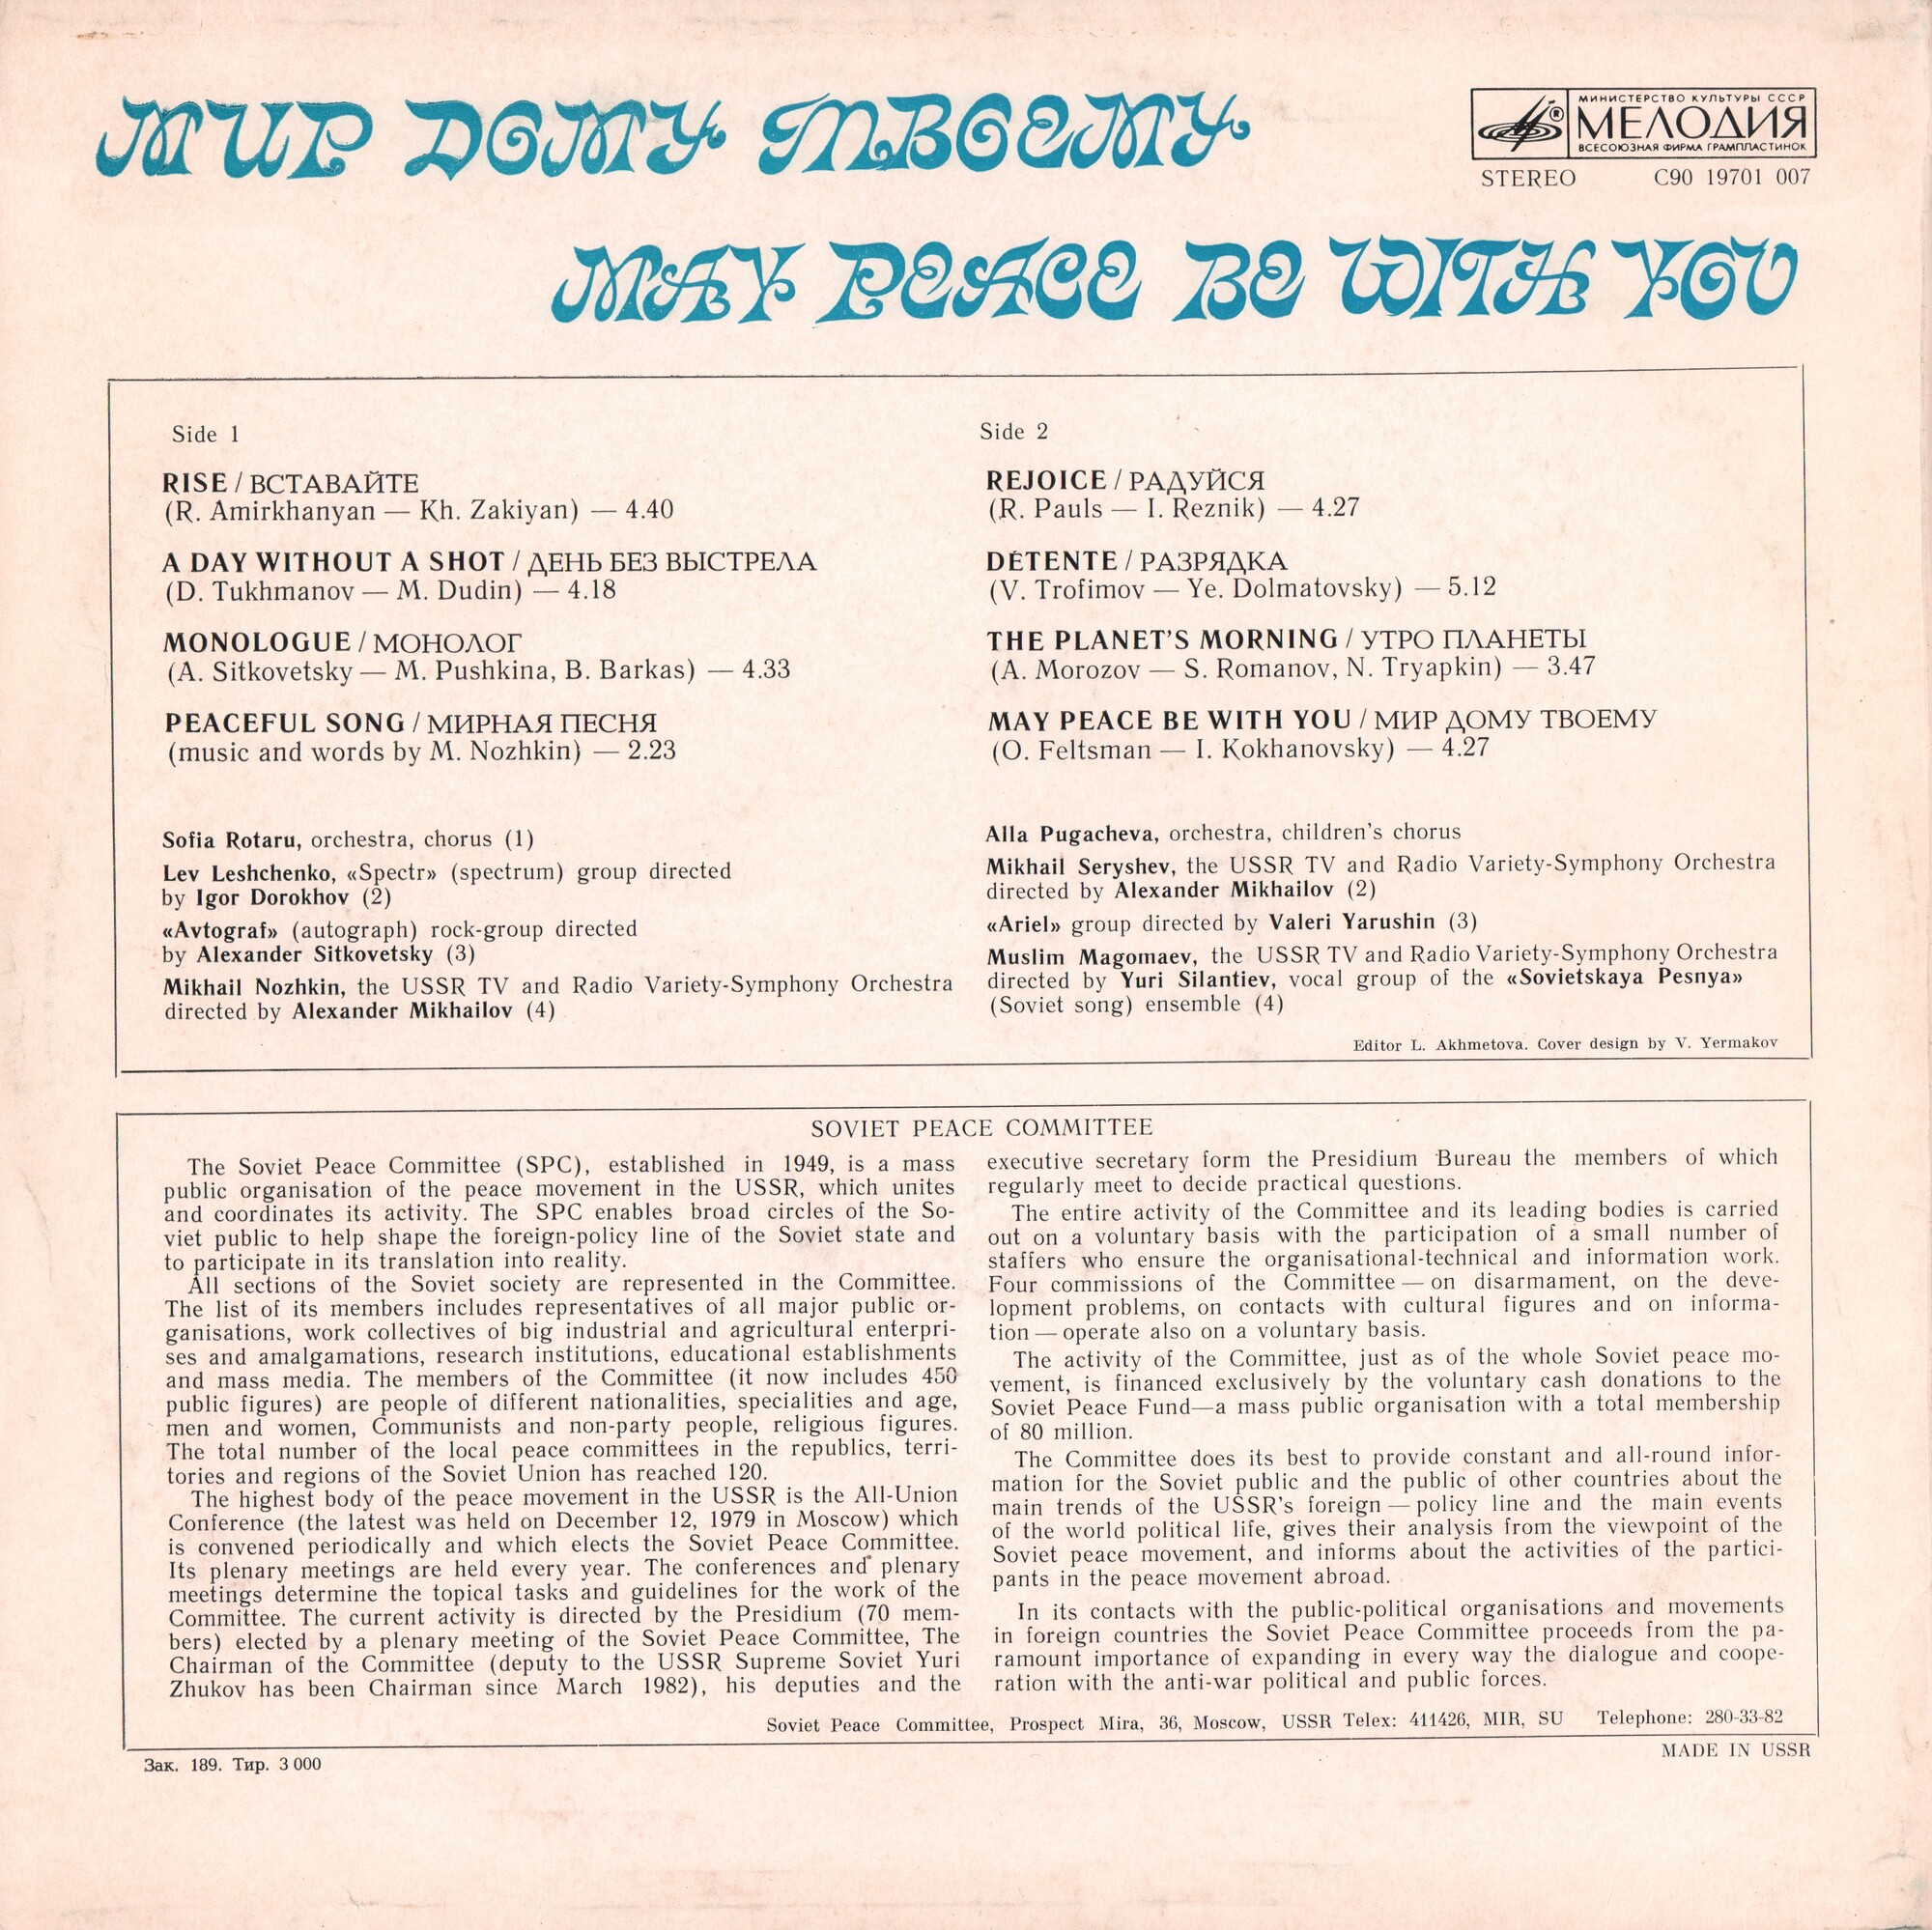 МИР ДОМУ ТВОЕМУ
МИНИСТЕРСТВО КУЛЬТУРЫ СССР
МЕЛОДИЯ
ВСЕСОЮЗНАЯ ФИРМА ГРАМПЛАСТИНОК
STEREO C90 19701 007
MAY PEACE BE WITH YOU
Side 1
RISE / ВСТАВАЙТЕ
(R. Amirkhanyan — Kh. Zakiyan) — 4.40
A DAY WITHOUT A SHOT / ДЕНЬ БЕЗ ВЫСТРЕЛА
(D. Tukhmanov — M. Dudin) — 4.18
MONOLOGUE / МОНОЛОГ
(A. Sitkovetsky — M. Pushkina, B. Barkas) — 4.33
PEACEFUL SONG / МИРНАЯ ПЕСНЯ
(music and words by M. Nozhkin) — 2.23
Sofia Rotaru, orchestra, chorus (1)
Lev Leshchenko, «Spectr» (spectrum) group directed
by Igor Dorokhov (2)
«Avtograf» (autograph) rock-group directed
by Alexander Sitkovetsky (3)
Mikhail Nozhkin, the USSR TV and Radio Variety-Symphony Orchestra
directed by Alexander Mikhailov (4)
Side 2
REJOICE / РАДУЙСЯ
(R. Pauls — I. Reznik) — 4.27
DÉTENTE / РАЗРЯДКА
(V. Trofimov — Ye. Dolmatovsky) — 5.12
THE PLANET'S MORNING / УТРО ПЛАНЕТЫ
(A. Morozov — S. Romanov, N. Tryapkin) — 3.47
MAY PEACE BE WITH YOU / МИР ДОМУ ТВОЕМУ
(O. Feltsman — I. Kokhanovsky) — 4.27
Alla Pugacheva, orchestra, children's chorus
Mikhail Seryshev, the USSR TV and Radio Variety-Symphony Orchestra
directed by Alexander Mikhailov (2)
«Ariel» group directed by Valeri Yarushin (3)
Muslim Magomaev, the USSR TV and Radio Variety-Symphony Orchestra
directed by Yuri Silantiev, vocal group of the «Sovietskaya Pesnya»
(Soviet song) ensemble (4)
Editor L. Akhmetova. Cover design by V. Yermakov
SOVIET PEACE COMMITTEE
The Soviet Peace Committee (SPC), established in 1949, is a mass
public organisation of the peace movement in the USSR, which unites
and coordinates its activity. The SPC enables broad circles of the So-
viet public to help shape the foreign-policy line of the Soviet state and
to participate in its translation into reality.
All sections of the Soviet society are represented in the Committee.
The list of its members includes representatives of all major public or-
ganisations, work collectives of big industrial and agricultural enterpri-
ses and amalgamations, research institutions, educational establishments
and mass media. The members of the Committee (it now includes 450
public figures) are people of different nationalities, specialities and age,
men and women, Communists and non-party people, religious figures.
The total number of the local peace committees in the republics, terri-
tories and regions of the Soviet Union has reached 120.
The highest body of the peace movement in the USSR is the All-Union
Conference (the latest was held on December 12, 1979 in Moscow) which
is convened periodically and which elects the Soviet Peace Committee.
Its plenary meetings are held every year. The conferences and plenary
meetings determine the topical tasks and guidelines for the work of the
Committee. The current activity is directed by the Presidium (70 mem-
bers) elected by a plenary meeting of the Soviet Peace Committee, The
Chairman of the Committee (deputy to the USSR Supreme Soviet Yuri
Zhukov has been Chairman since March 1982), his deputies and the
executive secretary form the Presidium Bureau the members of which
regularly meet to decide practical questions.
The entire activity of the Committee and its leading bodies is carried
out on a voluntary basis with the participation of a small number of
staffers who ensure the organisational-technical and information work.
Four commissions of the Committee — on disarmament, on the deve-
lopment problems, on contacts with cultural figures and on informa-
tion — operate also on a voluntary basis.
The activity of the Committee, just as of the whole Soviet peace mo-
vement, is financed exclusively by the voluntary cash donations to the
Soviet Peace Fund—a mass public organisation with a total membership
of 80 million.
The Committee does its best to provide constant and all-round infor-
mation for the Soviet public and the public of other countries about the
main trends of the USSR's foreign — policy line and the main events
of the world political life, gives their analysis from the viewpoint of the
Soviet peace movement, and informs about the activities of the partici-
pants in the peace movement abroad.
In its contacts with the public-political organisations and movements
in foreign countries the Soviet Peace Committee proceeds from the pa-
ramount importance of expanding in every way the dialogue and coope-
ration with the anti-war political and public forces.
Soviet Peace Committee, Prospect Mira, 36, Moscow, USSR Telex: 411426, MIR, SU Telephone: 280-33-82
Зак. 189. Тир. 3 000
MADE IN USSR